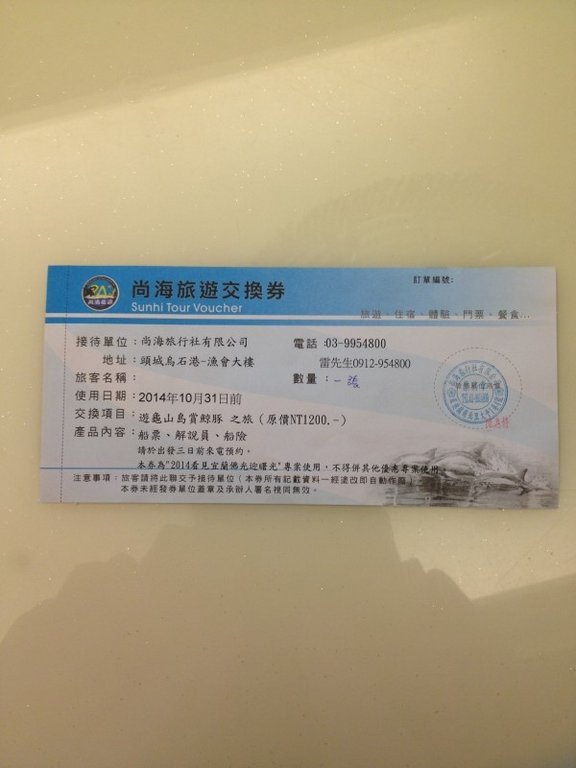 尚海旅遊
尚海旅遊交換券
Sunhi Tour Voucher
訂單編號:
旅遊、住宿、體驗、門票、餐食...
接待單位：尚海旅行社有限公司
電話:03-9954800
地址：頭城烏石港-漁會大樓
雷先生0912-954800
旅客名稱：
數量：一張
使用日期：2014年10月31日前
交換項目：遊龜山島賞鯨豚 之旅（原價NT1200.-）
產品內容：船票、解說員、船險
請於出發三日前來電預約。
本券為"2014看見宜蘭佛光迎曙光"專案使用，不得併其他優惠專案使用。
注意事項：旅客請將此聯交予接待單位（本券所有記載資料一經塗改即自動作廢）
本券未經發券單位蓋章及承辦人署名視同無效。